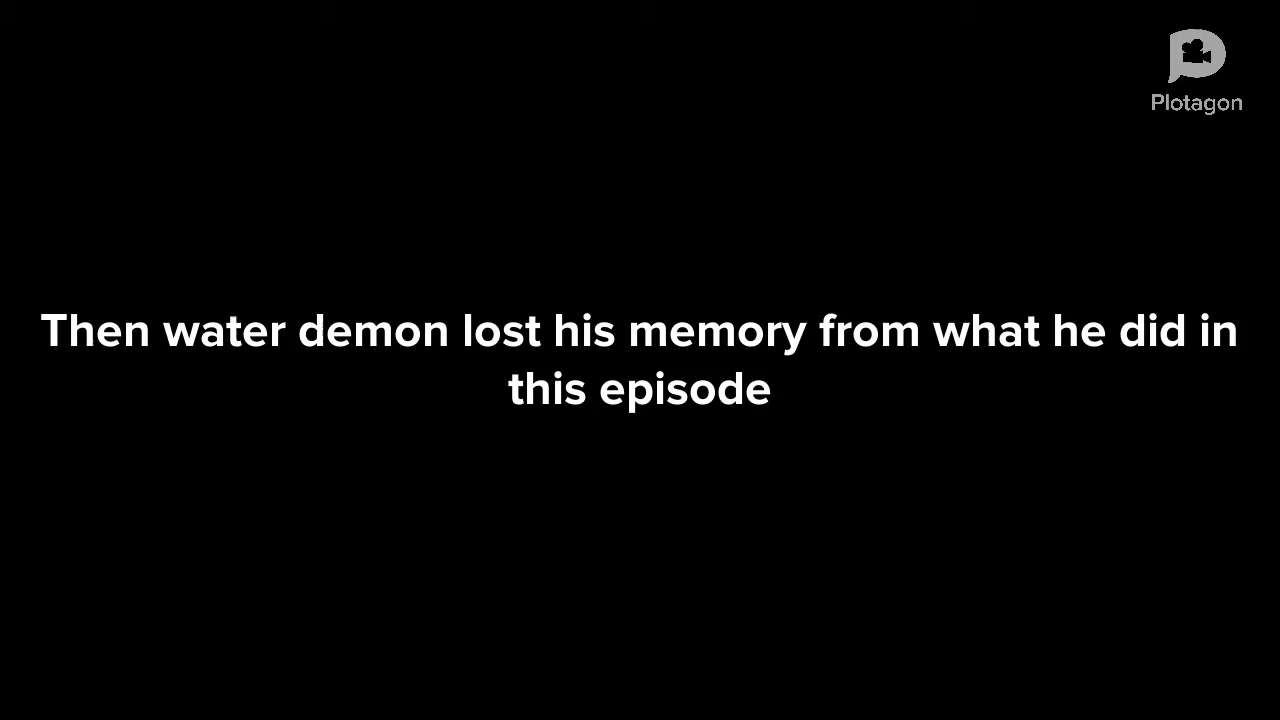 Plotagon
Then water demon lost his memory from what he did in
this episode